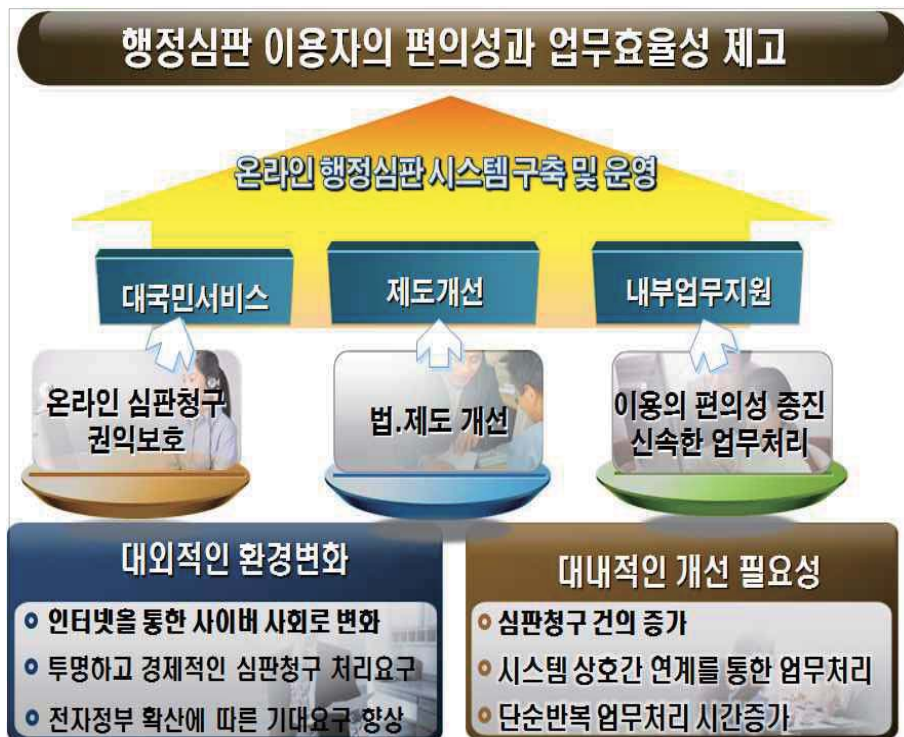 행정심판 이용자의 편의성과 업무효율성 제고
온라인 행정심판 시스템 구축 및 운영
대국민서비스
제도개선
내부업무지원
온라인 심판청구
권익보호
법.제도 개선
이용의 편의성 증진
신속한 업무처리
대외적인 환경변화
인터넷을 통한 사이버 사회로 변화
투명하고 경제적인 심판청구 처리요구
전자정부 확산에 따른 기대요구 향상
대내적인 개선 필요성
심판청구 건의 증가
시스템 상호간 연계를 통한 업무처리
단순반복 업무처리 시간증가